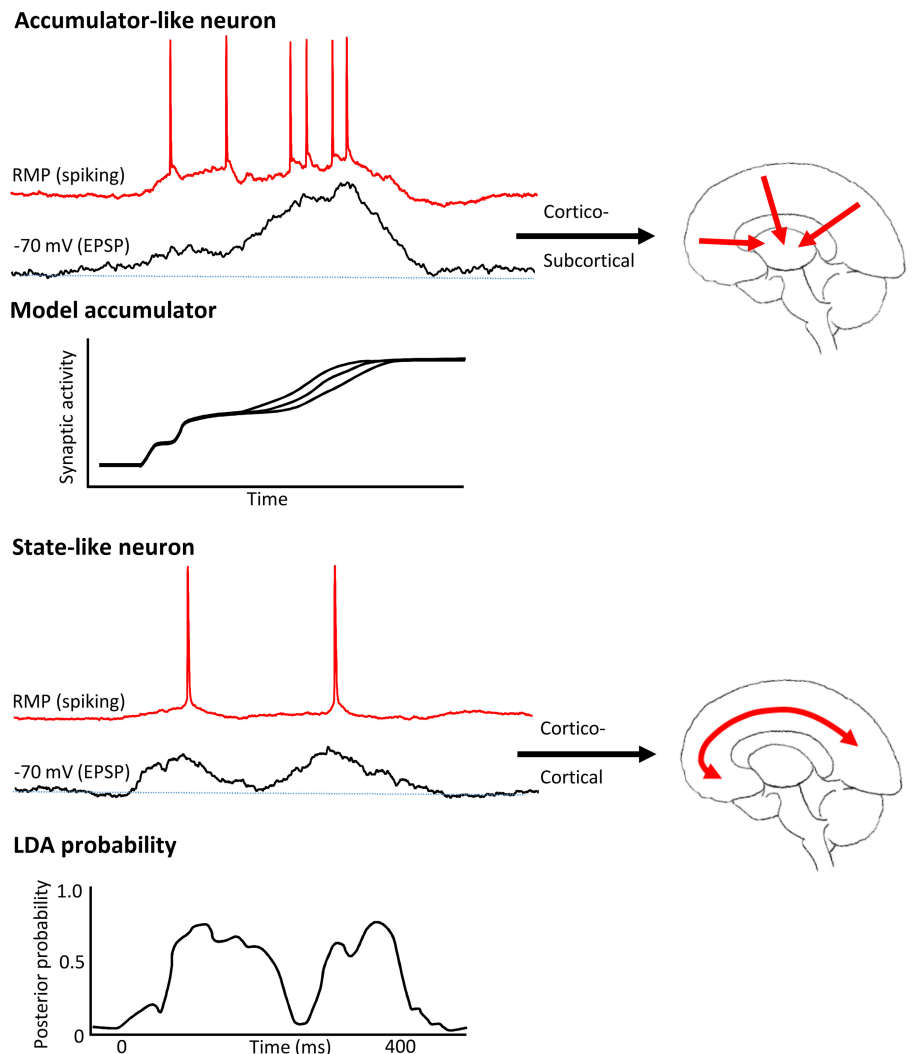 Accumulator-like neuron
RMP (spiking)
-70 mV (EPSP)
Cortico-
Subcortical
Model accumulator
Synaptic activity
Time
State-like neuron
RMP (spiking)
-70 mV (EPSP)
Cortico-
Cortical
LDA probability
Posterior probability
1.0
0.5
0
0
Time (ms)
400